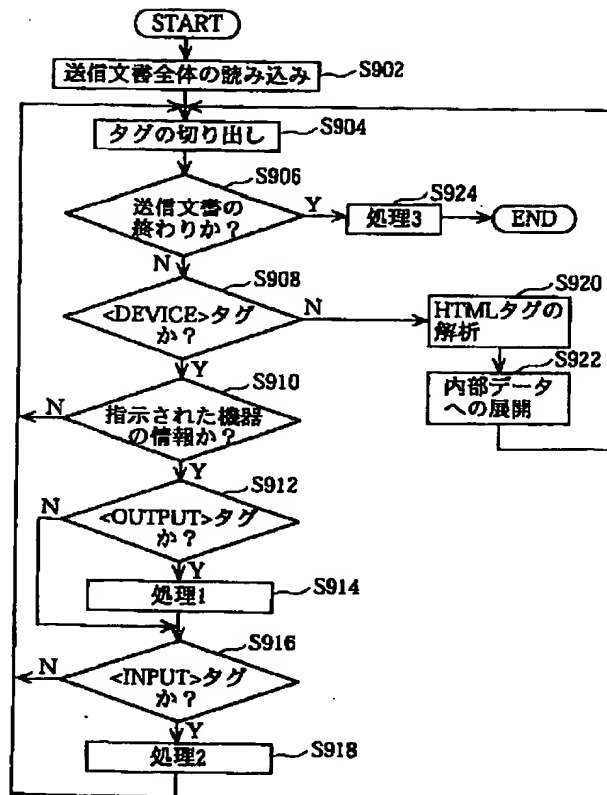 START
送信文書全体の読み込み
S902
タグの切り出し
S904
S906
送信文書の
終わりか?
Y
S924
処理3
END
N
S908
<DEVICE>タグ
か?
N
S920
HTMLタグの
解析
Y
S910
S922
内部データ
への展開
N
指示された機器
の情報か?
Y
S912
N
<OUTPUT>タグ
か?
Y
処理1
S914
S916
N
<INPUT>タグ
か?
Y
処理2
S918